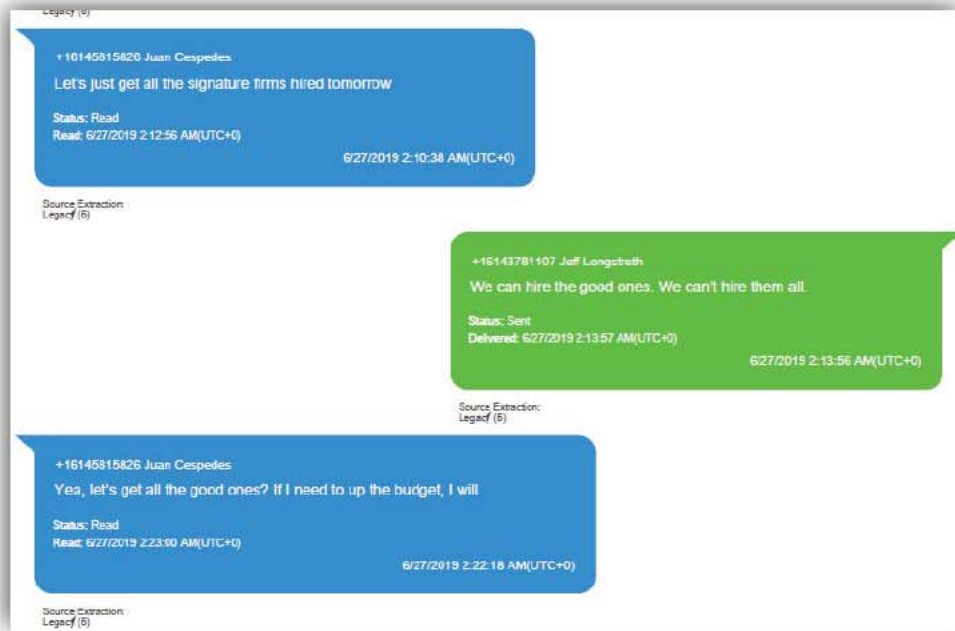 Legacy (6)
+16145815826 Juan Cespedes
Let's just get all the signature firms hired tomorrow
Status: Read
Read: 6/27/2019 2:12:56 AM(UTC+0)
6/27/2019 2:10:38 AM(UTC+0)
Source Extraction:
Legacy (6)
+16143781107 Jeff Longstreth
We can hire the good ones. We can't hire them all.
Status: Sent
Delivered: 6/27/2019 2:13:57 AM(UTC+0)
6/27/2019 2:13:56 AM(UTC+0)
Source Extraction:
Legacy (6)
+16145815826 Juan Cespedes
Yea, let's get all the good ones? If I need to up the budget, I will
Status: Read
Read: 6/27/2019 2:23:00 AM(UTC+0)
6/27/2019 2:22:18 AM(UTC+0)
Source Extraction:
Legacy (6)